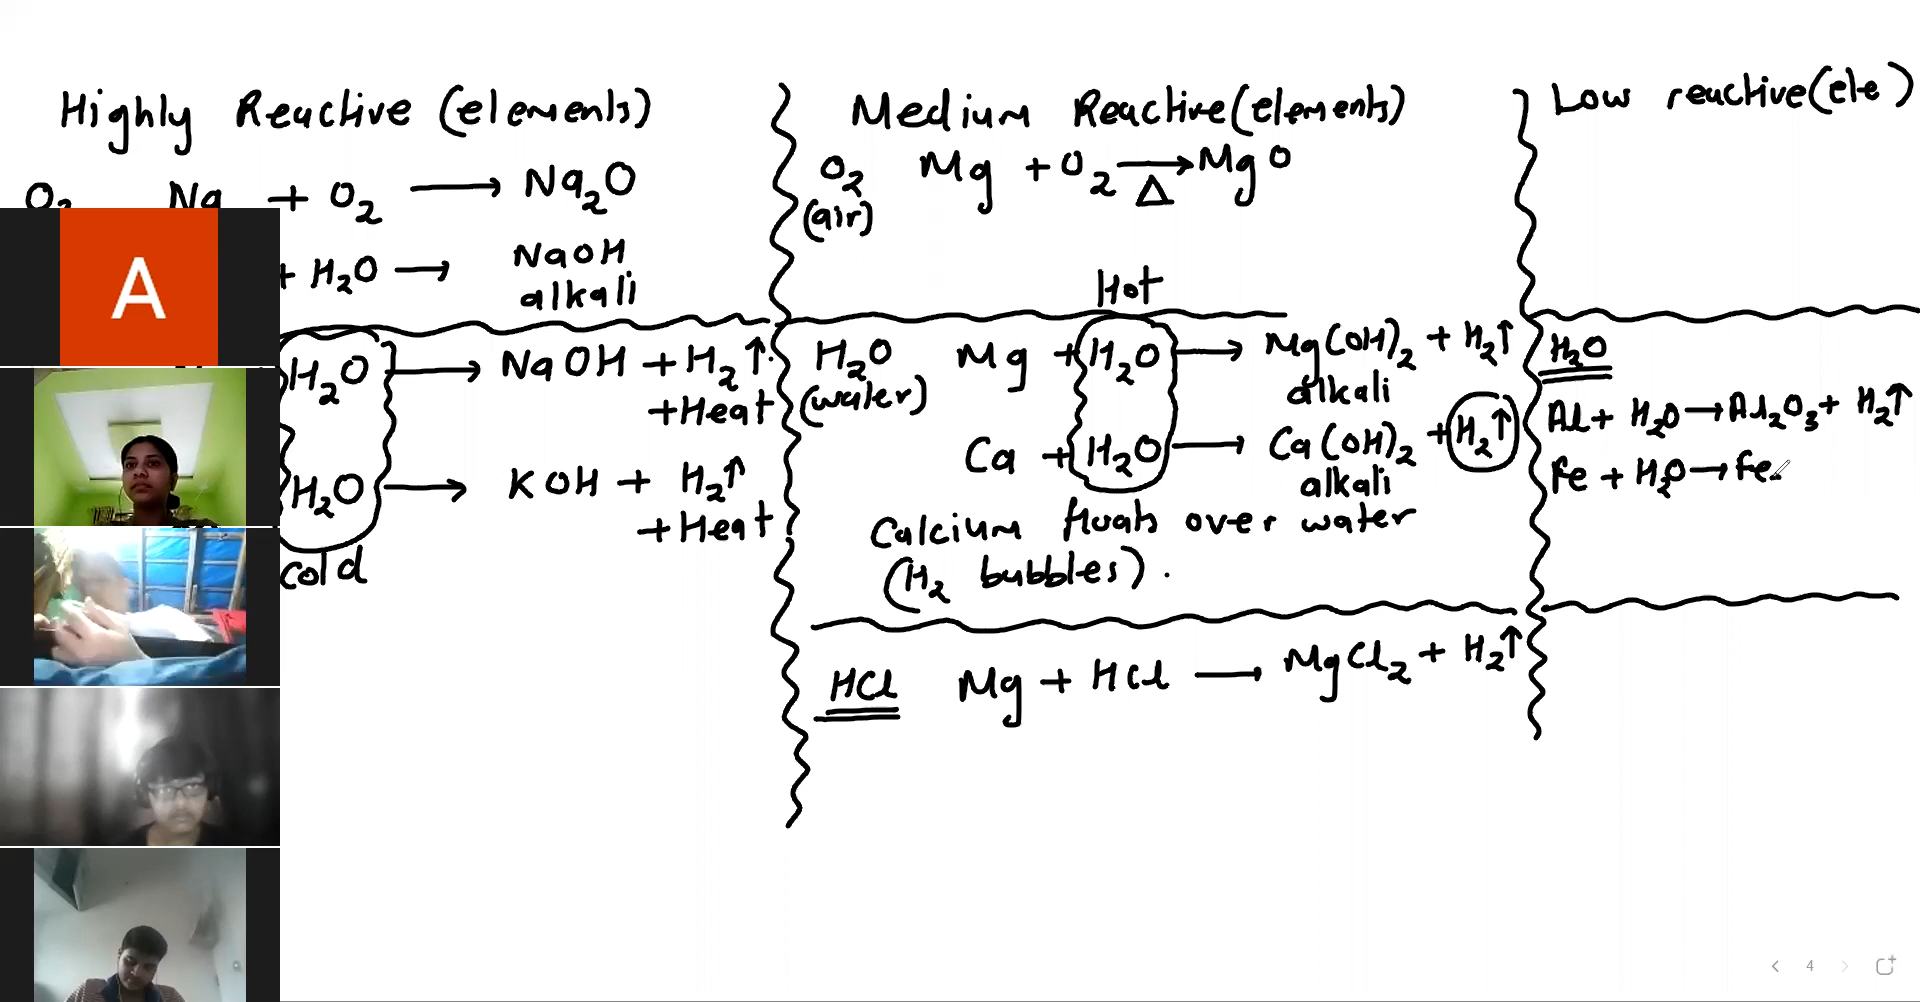 Highly Reactive (elements)
O2 Na + O2 → Na2O
+ H2O → NaOH
alkali
H2O → NaOH + H2↑
+Heat
H2O → KOH + H2↑
+Heat
cold
Medium Reactive (elements)
O2 Mg + O2 → MgO
(air) Δ
Hot
H2O Mg + H2O → Mg(OH)2 + H2↑
(water) alkali
Ca + H2O → Ca(OH)2 + H2↑
alkali
Calcium floats over water
(H2 bubbles).
HCl Mg + HCl → MgCl2 + H2↑
Low reactive (ele)
H2O
Al + H2O → Al2O3 + H2↑
Fe + H2O → Fe
A
4